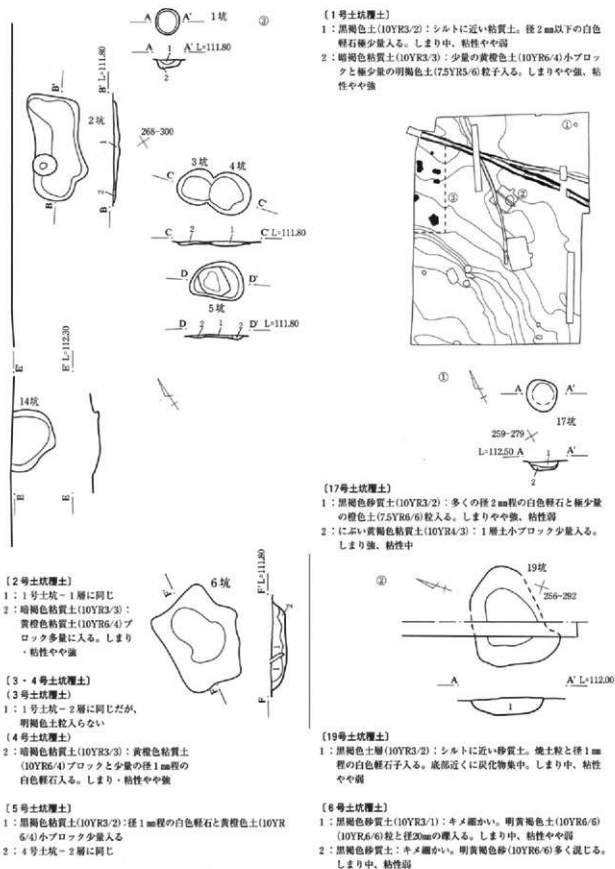 A A' 1坑 ③
A 1 A' L=111.80
2
B' B' L=111.80
2坑
1
268-300
2
B B
3坑 4坑
C C'
C 2 1 C' L=111.80
D D'
5坑
D 2 1 2 D' L=111.80
E' E' L=112.30
14坑
E E
〔1号土坑覆土〕
1：黒褐色土(10YR3/2)：シルトに近い粘質土。径2㎜以下の白色
軽石極少量入る。しまり中、粘性やや弱
2：暗褐色粘質土(10YR3/3)：少量の黄橙色土(10YR6/4)小ブロッ
クと極少量の明褐色土(7.5YR5/6)粒子入る。しまりやや強、粘
性やや強
①
②
③
①
A A'
17坑
259-279
L=112.50 A 1 A'
2
〔17号土坑覆土〕
1：黒褐色砂質土(10YR3/2)：多くの径2㎜程の白色軽石と極少量
の橙色土(7.5YR6/6)粒入る。しまりやや強、粘性弱
2：にぶい黄褐色粘質土(10YR4/3)：1層土小ブロック少量入る。
しまり強、粘性中
〔2号土坑覆土〕
1：1号土坑－1層に同じ
2：暗褐色粘質土(10YR3/3)：
黄橙色粘質土(10YR6/4)ブ
ロック多量に入る。しまり
・粘性やや強
〔3・4号土坑覆土〕
(3号土坑覆土)
1：1号土坑－2層に同じだが、
明褐色土粒入らない
(4号土坑覆土)
2：暗褐色粘質土(10YR3/3)：黄橙色粘質土
(10YR6/4)ブロックと少量の径1㎜程の
白色軽石入る。しまり・粘性やや強
〔5号土坑覆土〕
1：黒褐色粘質土(10YR3/2):径1㎜程の白色軽石と黄橙色土(10YR
6/4)小ブロック少量入る
2：4号土坑－2層に同じ
6坑
F' F' L=111.80
2
1
1
F F
②
19坑
256-292
A A' L=112.00
1
〔19号土坑覆土〕
1：黒褐色土層(10YR3/2)：シルトに近い砂質土。焼土粒と径1㎜
程の白色軽石子入る。底部近くに炭化物集中。しまり中、粘性
やや弱
〔6号土坑覆土〕
1：黒褐色砂質土(10YR3/1)：キメ細かい。明黄褐色土(10YR6/6)
(10YR,6/6)粒と径20㎜の礫入る。しまり中、粘性やや弱
2：黒褐砂質土：キメ細かい。明黄褐色砂(10YR6/6)多く混じる。
しまり中、粘性弱